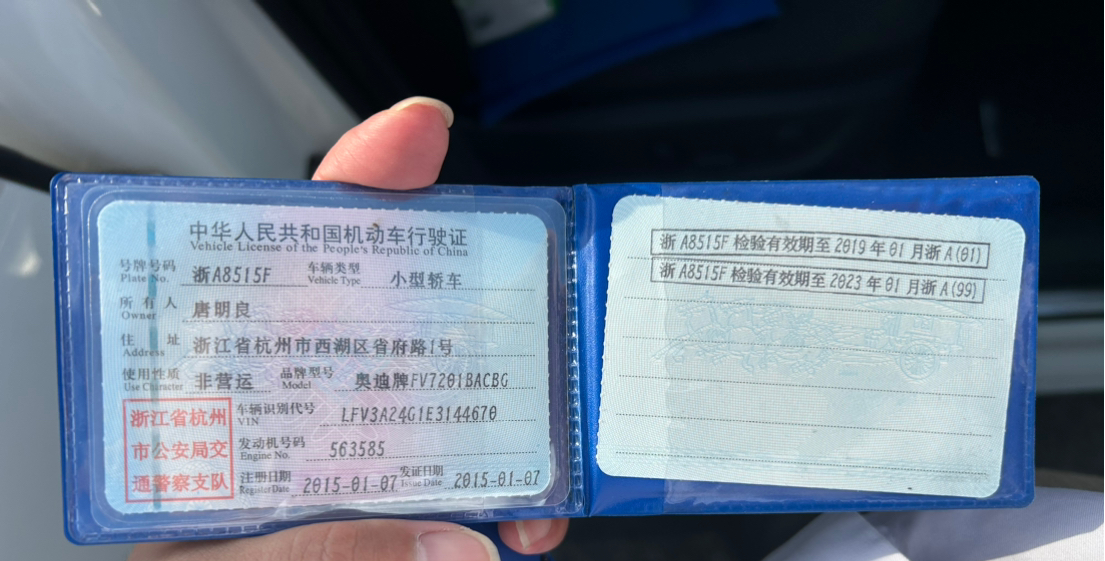 中华人民共和国机动车行驶证
Vehicle License of the People's Republic of China
号牌号码 浙A8515F 车辆类型 小型轿车
Plate No. Vehicle Type
所有人 唐明良
Owner
住址 浙江省杭州市西湖区省府路1号
Address
使用性质 非营运 品牌型号 奥迪牌FV7201BACBG
Use Character Model
浙江省杭州
市公安局交
通警察支队
车辆识别代号 LFV3A24G1E3144670
VIN
发动机号码 563585
Engine No.
注册日期 2015-01-07 发证日期 2015-01-07
Register Date Issue Date
浙A8515F 检验有效期至2019年01月浙A(01)
浙A8515F 检验有效期至2023年01月浙A(99)